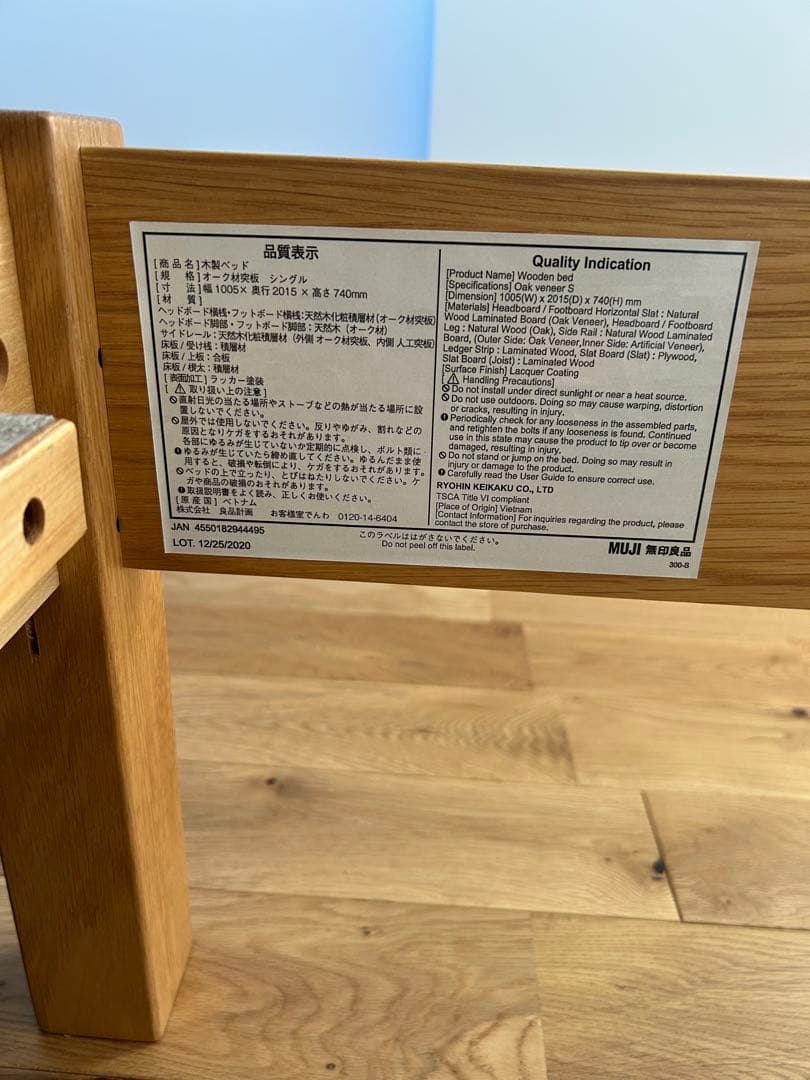 品質表示
[ 商 品 名 ] 木製ベッド
[ 規　　格 ] オーク材突板　シングル
[ 寸　　法 ] 幅 1005× 奥行 2015 × 高さ 740mm
[ 材　　質 ]
ヘッドボード横桟・フットボード横桟：天然木化粧積層材（オーク材突板）
ヘッドボード脚部・フットボード脚部：天然木（オーク材）
サイドレール：天然木化粧積層材（外側 オーク材突板、内側 人工突板）
床板 / 受け桟：積層材
床板 / 上板：合板
床板 / 根太：積層材
[ 表面加工 ] ラッカー塗装
[ ⚠ 取り扱い上の注意 ]
直射日光の当たる場所やストーブなどの熱が当たる場所に設
置しないでください。
屋外では使用しないでください。反りやゆがみ、割れなどの
原因となりケガをするおそれがあります。
各部にゆるみが生じていないか定期的に点検し、ボルト類に
ゆるみが生じていたら締め直してください。ゆるんだまま使
用すると、破損や転倒により、ケガをするおそれがあります。
ベッドの上で立ったり、とびはねたりしないでください。ケ
ガや商品の破損のおそれがあります。
取扱説明書をよく読み、正しくお使いください。
[ 原 産 国 ] ベトナム
株式会社　良品計画　お客様室でんわ　0120-14-6404
Quality Indication
[Product Name] Wooden bed
[Specifications] Oak veneer S
[Dimension] 1005(W) x 2015(D) x 740(H) mm
[Materials] Headboard / Footboard Horizontal Slat : Natural
Wood Laminated Board (Oak Veneer), Headboard / Footboard
Leg : Natural Wood (Oak), Side Rail : Natural Wood Laminated
Board, (Outer Side: Oak Veneer,Inner Side: Artificial Veneer),
Ledger Strip : Laminated Wood, Slat Board (Slat) : Plywood,
Slat Board (Joist) : Laminated Wood
[Surface Finish] Lacquer Coating
[⚠ Handling Precautions]
Do not install under direct sunlight or near a heat source.
Do not use outdoors. Doing so may cause warping, distortion
or cracks, resulting in injury.
Periodically check for any looseness in the assembled parts,
and retighten the bolts if any looseness is found. Continued
use in this state may cause the product to tip over or become
damaged, resulting in injury.
Do not stand or jump on the bed. Doing so may result in
injury or damage to the product.
Carefully read the User Guide to ensure correct use.
RYOHIN KEIKAKU CO., LTD
TSCA Title VI compliant
[Place of Origin] Vietnam
[Contact Information] For inquiries regarding the product, please
contact the store of purchase.
JAN 4550182944495
LOT. 12/25/2020
このラベルははがさないでください。
Do not peel off this label.
MUJI 無印良品
300-S